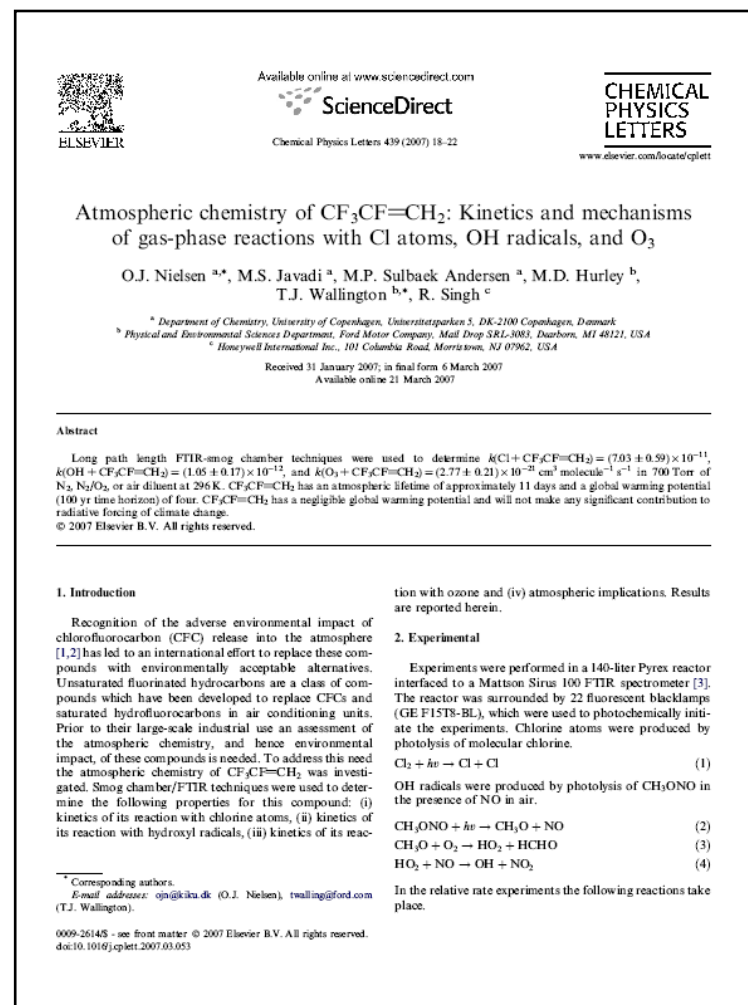 Available online at www.sciencedirect.com
ScienceDirect
ELSEVIER
Chemical Physics Letters 439 (2007) 18–22
CHEMICAL
PHYSICS
LETTERS
www.elsevier.com/locate/cplett
Atmospheric chemistry of CF₃CF=CH₂: Kinetics and mechanisms
of gas-phase reactions with Cl atoms, OH radicals, and O₃
O.J. Nielsen ᵃ,*, M.S. Javadi ᵃ, M.P. Sulbaek Andersen ᵃ, M.D. Hurley ᵇ,
T.J. Wallington ᵇ,*, R. Singh ᶜ
ᵃ Department of Chemistry, University of Copenhagen, Universitetsparken 5, DK-2100 Copenhagen, Denmark
ᵇ Physical and Environmental Sciences Department, Ford Motor Company, Mail Drop SRL-3083, Dearborn, MI 48121, USA
ᶜ Honeywell International Inc., 101 Columbia Road, Morristown, NJ 07962, USA
Received 31 January 2007; in final form 6 March 2007
Available online 21 March 2007
Abstract
Long path length FTIR-smog chamber techniques were used to determine k(Cl + CF₃CF=CH₂) = (7.03 ± 0.59) × 10⁻¹¹,
k(OH + CF₃CF=CH₂) = (1.05 ± 0.17) × 10⁻¹², and k(O₃ + CF₃CF=CH₂) = (2.77 ± 0.21) × 10⁻²¹ cm³ molecule⁻¹ s⁻¹ in 700 Torr of
N₂, N₂/O₂, or air diluent at 296 K. CF₃CF=CH₂ has an atmospheric lifetime of approximately 11 days and a global warming potential
(100 yr time horizon) of four. CF₃CF=CH₂ has a negligible global warming potential and will not make any significant contribution to
radiative forcing of climate change.
© 2007 Elsevier B.V. All rights reserved.
1. Introduction
Recognition of the adverse environmental impact of
chlorofluorocarbon (CFC) release into the atmosphere
[1,2] has led to an international effort to replace these com-
pounds with environmentally acceptable alternatives.
Unsaturated fluorinated hydrocarbons are a class of com-
pounds which have been developed to replace CFCs and
saturated hydrofluorocarbons in air conditioning units.
Prior to their large-scale industrial use an assessment of
the atmospheric chemistry, and hence environmental
impact, of these compounds is needed. To address this need
the atmospheric chemistry of CF₃CF=CH₂ was investi-
gated. Smog chamber/FTIR techniques were used to deter-
mine the following properties for this compound: (i)
kinetics of its reaction with chlorine atoms, (ii) kinetics of
its reaction with hydroxyl radicals, (iii) kinetics of its reac-
* Corresponding authors.
E-mail addresses: ojn@kiku.dk (O.J. Nielsen), twalling@ford.com
(T.J. Wallington).
0009-2614/$ - see front matter © 2007 Elsevier B.V. All rights reserved.
doi:10.1016/j.cplett.2007.03.053
tion with ozone and (iv) atmospheric implications. Results
are reported herein.
2. Experimental
Experiments were performed in a 140-liter Pyrex reactor
interfaced to a Mattson Sirus 100 FTIR spectrometer [3].
The reactor was surrounded by 22 fluorescent blacklamps
(GE F15T8-BL), which were used to photochemically initi-
ate the experiments. Chlorine atoms were produced by
photolysis of molecular chlorine.
Cl₂ + hν → Cl + Cl (1)
OH radicals were produced by photolysis of CH₃ONO in
the presence of NO in air.
CH₃ONO + hν → CH₃O + NO (2)
CH₃O + O₂ → HO₂ + HCHO (3)
HO₂ + NO → OH + NO₂ (4)
In the relative rate experiments the following reactions take
place.